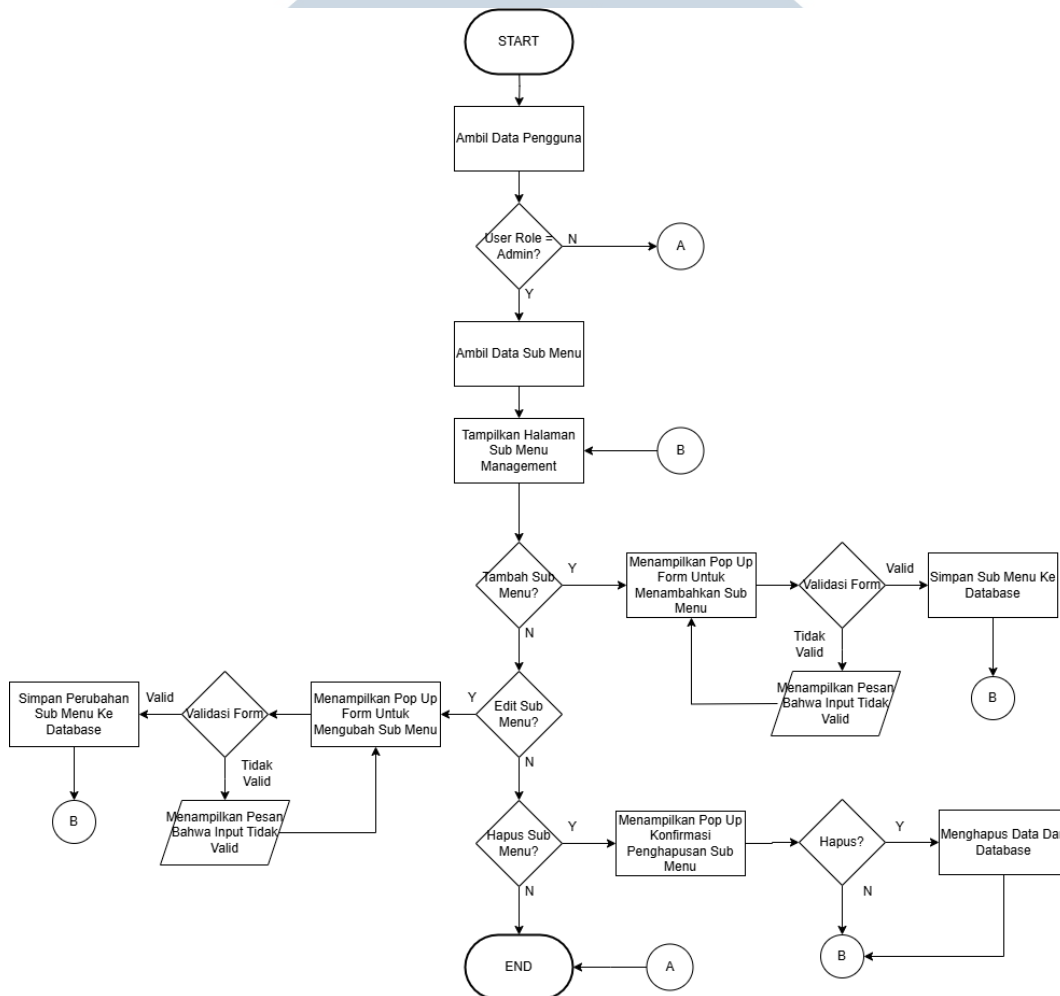 START
Ambil Data Pengguna
User Role =
Admin?
N
A
Y
Ambil Data Sub Menu
Tampilkan Halaman
Sub Menu
Management
B
Tambah Sub
Menu?
Y
Menampilkan Pop Up
Form Untuk
Menambahkan Sub
Menu
Validasi Form
Valid
Simpan Sub Menu Ke
Database
N
Tidak
Valid
Menampilkan Pesan
Bahwa Input Tidak
Valid
B
Edit Sub
Menu?
Y
Menampilkan Pop Up
Form Untuk
Mengubah Sub Menu
Validasi Form
Valid
Simpan Perubahan
Sub Menu Ke
Database
Tidak
Valid
Menampilkan Pesan
Bahwa Input Tidak
Valid
B
N
Hapus Sub
Menu?
Y
Menampilkan Pop Up
Konfirmasi
Penghapusan Sub
Menu
Hapus?
Y
Menghapus Data
Database
N
B
N
END
A